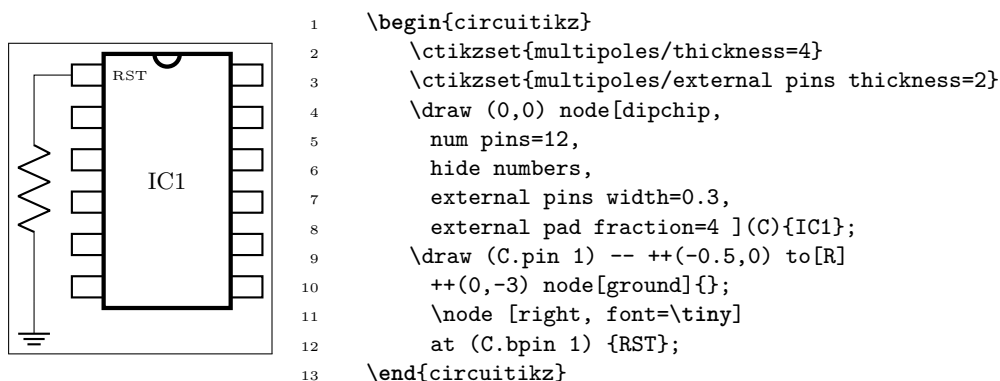 RST
IC1
1 \begin{circuitikz}
2 \ctikzset{multipoles/thickness=4}
3 \ctikzset{multipoles/external pins thickness=2}
4 \draw (0,0) node[dipchip,
5 num pins=12,
6 hide numbers,
7 external pins width=0.3,
8 external pad fraction=4 ](C){IC1};
9 \draw (C.pin 1) -- ++(-0.5,0) to[R]
10 ++(0,-3) node[ground]{};
11 \node [right, font=\tiny]
12 at (C.bpin 1) {RST};
13 \end{circuitikz}